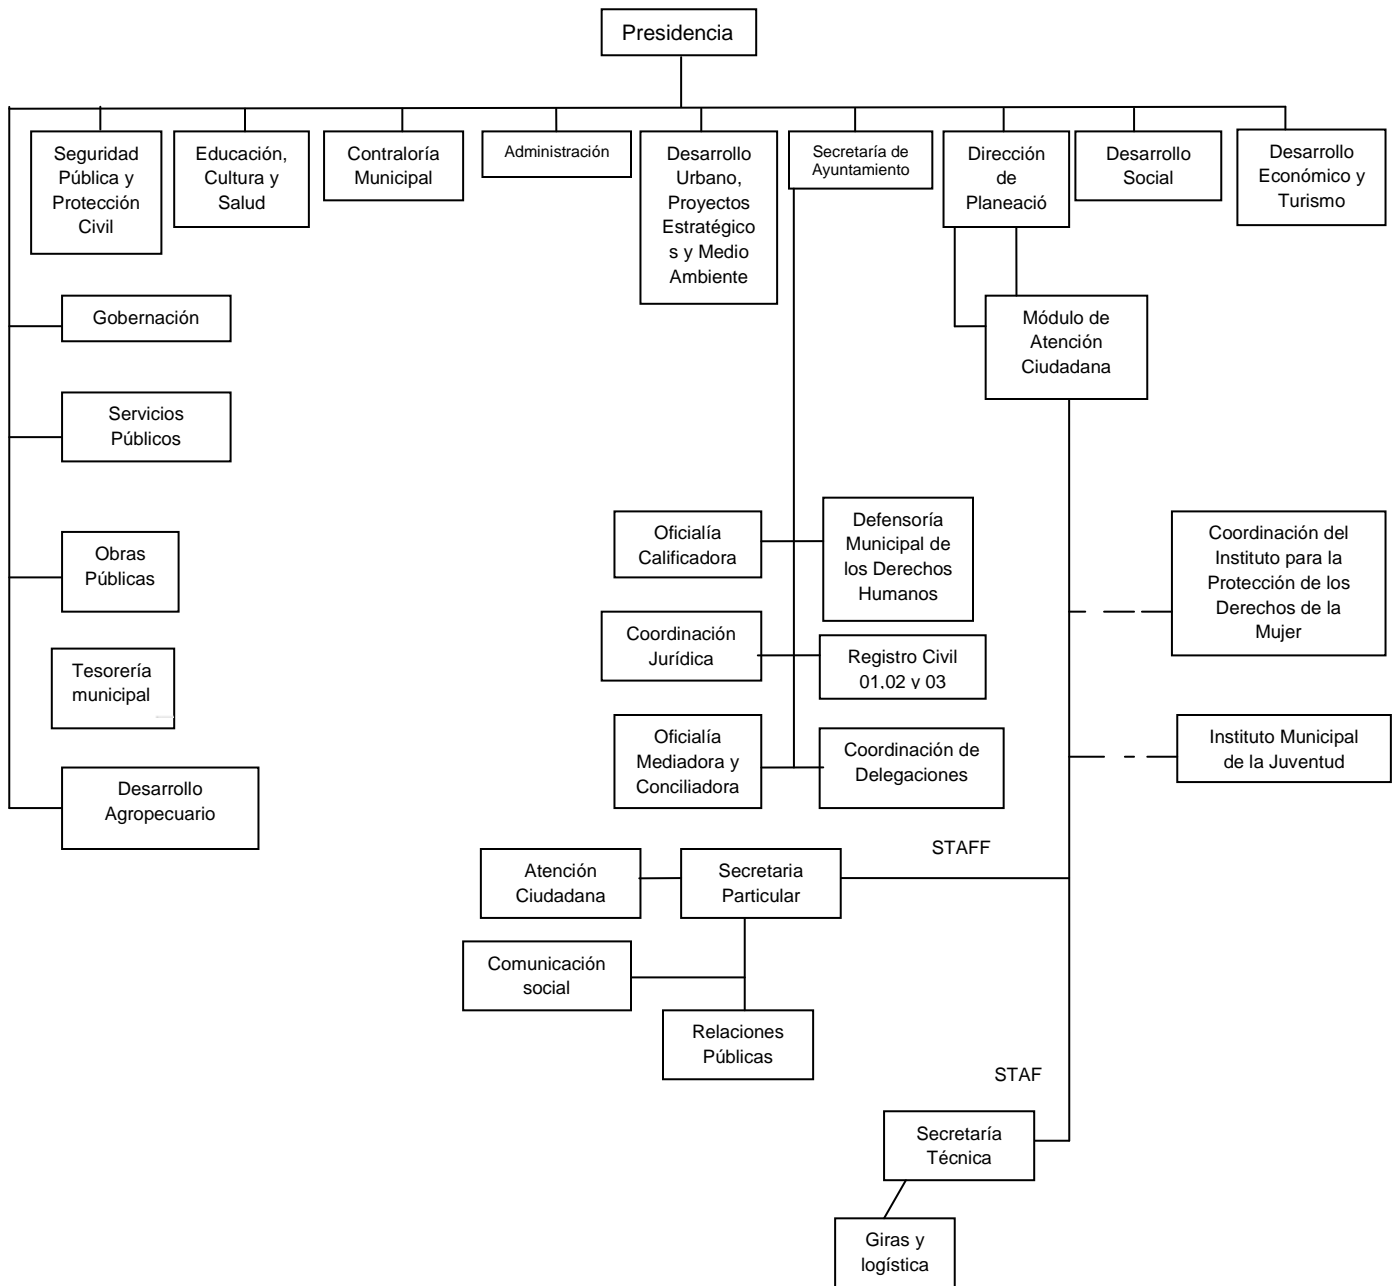 Presidencia
Seguridad
Pública y
Protección
Civil
Educación,
Cultura y
Salud
Contraloría
Municipal
Administración
Desarrollo
Urbano,
Proyectos
Estratégico
s y Medio
Ambiente
Secretaría de
Ayuntamiento
Dirección
de
Planeació
Desarrollo
Social
Desarrollo
Económico y
Turismo
Gobernación
Módulo de
Atención
Ciudadana
Servicios
Públicos
Obras
Públicas
Oficialía
Calificadora
Defensoría
Municipal de
los Derechos
Humanos
Coordinación del
Instituto para la
Protección de los
Derechos de la
Mujer
Tesorería
municipal
Coordinación
Jurídica
Registro Civil
01,02 y 03
Oficialía
Mediadora y
Conciliadora
Coordinación de
Delegaciones
Instituto Municipal
de la Juventud
Desarrollo
Agropecuario
STAFF
Atención
Ciudadana
Secretaria
Particular
Comunicación
social
Relaciones
Públicas
STAF
Secretaría
Técnica
Giras y
logística